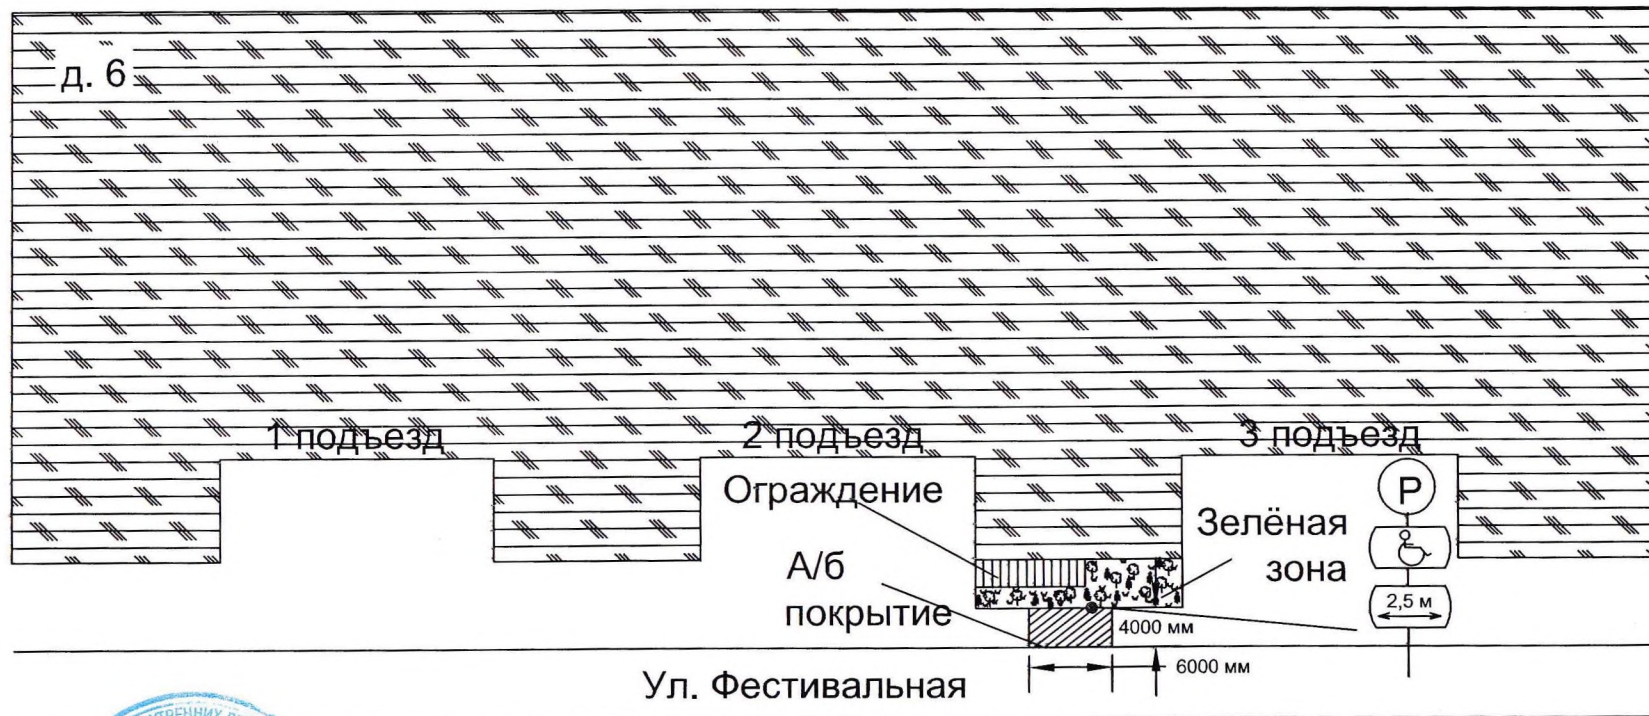 д. 6
1 подъезд
2 подъезд
3 подъезд
Ограждение
P
Зелёная
зона
А/б
покрытие
2,5 м
4000 мм
6000 мм
Ул. Фестивальная